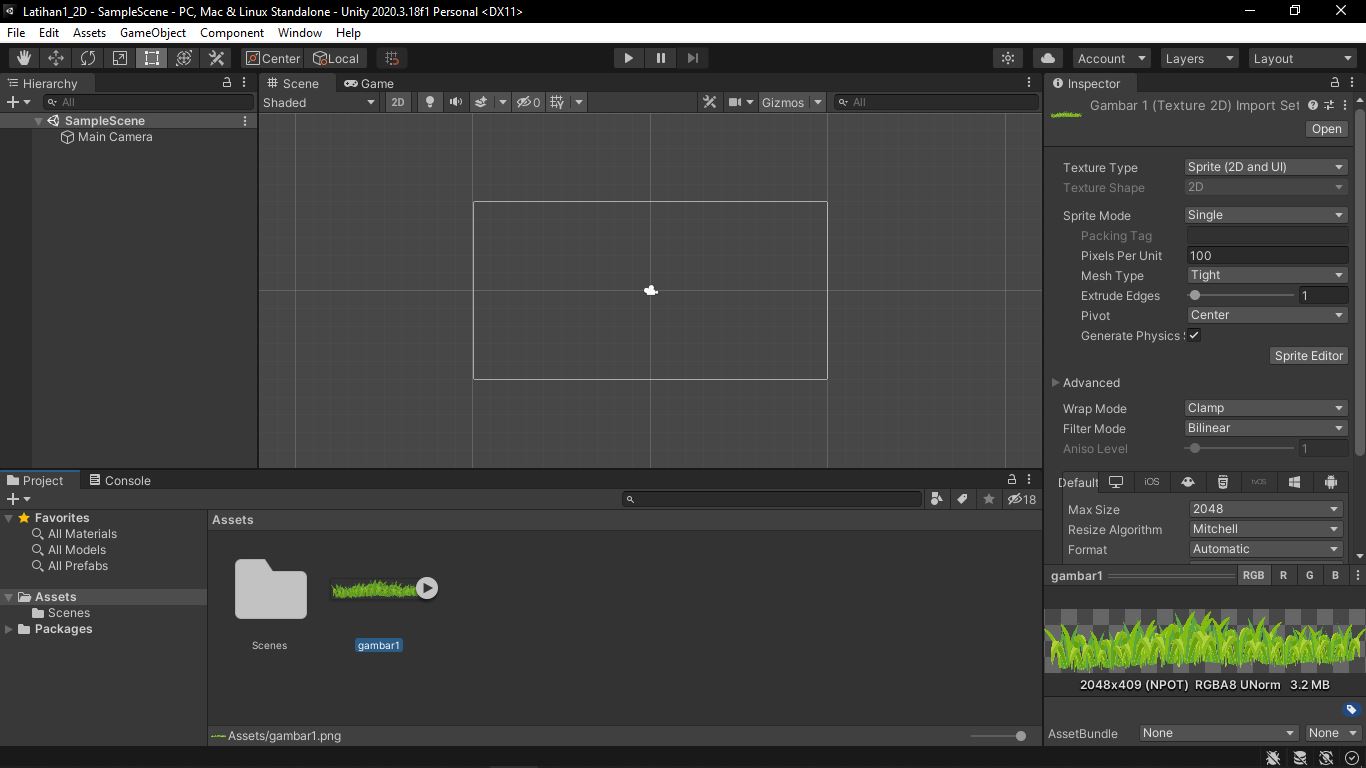 Latihan1_2D - SampleScene - PC, Mac & Linux Standalone - Unity 2020.3.18f1 Personal <DX11>
File Edit Assets GameObject Component Window Help
Center Local Account Layers Layout
Hierarchy
All
SampleScene
Main Camera
Scene Game
Shaded 2D 0 Gizmos All
Inspector
Gambar 1 (Texture 2D) Import Set
Open
Texture Type Sprite (2D and UI)
Texture Shape 2D
Sprite Mode Single
Packing Tag
Pixels Per Unit 100
Mesh Type Tight
Extrude Edges 1
Pivot Center
Generate Physics
Sprite Editor
Advanced
Wrap Mode Clamp
Filter Mode Bilinear
Aniso Level 1
Default iOS tvOS
Max Size 2048
Resize Algorithm Mitchell
Format Automatic
gambar1 RGB R G B
2048x409 (NPOT) RGBA8 UNorm 3.2 MB
AssetBundle None None
Project Console
18
Favorites
All Materials
All Models
All Prefabs
Assets
Scenes
Packages
Assets
Scenes gambar1
Assets/gambar1.png